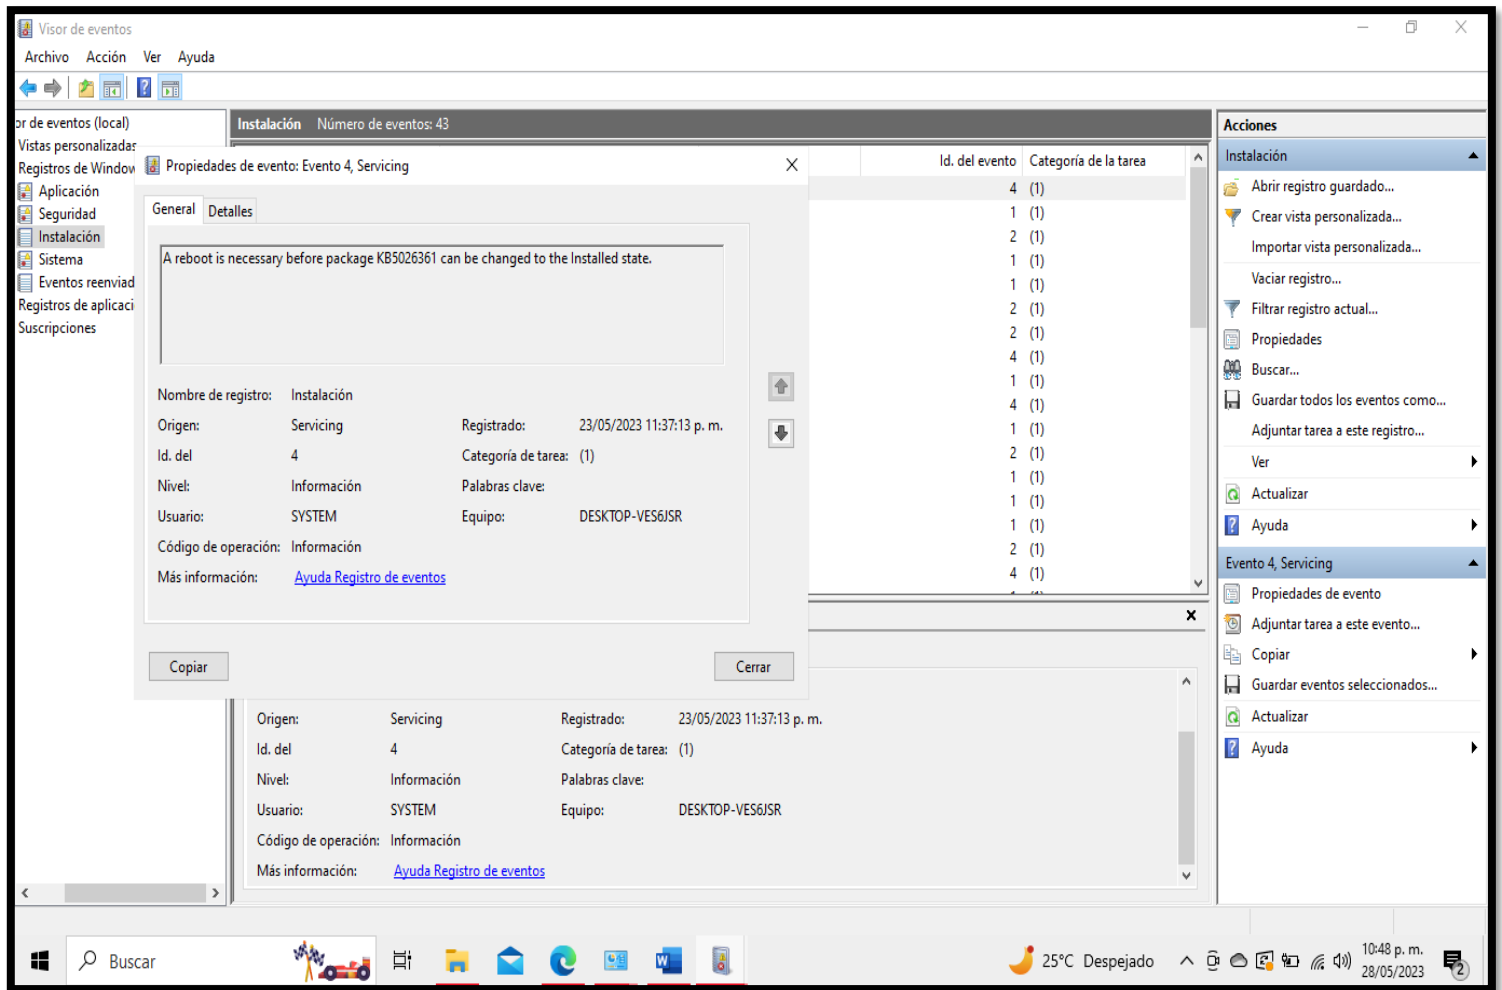 Visor de eventos
Archivo Acción Ver Ayuda
or de eventos (local)
Vistas personalizadas
Registros de Window
Aplicación
Seguridad
Instalación
Sistema
Eventos reenviad
Registros de aplicaci
Suscripciones
Instalación Número de eventos: 43
Id. del evento Categoría de la tarea
4 (1)
1 (1)
2 (1)
1 (1)
1 (1)
2 (1)
2 (1)
4 (1)
1 (1)
4 (1)
1 (1)
2 (1)
1 (1)
1 (1)
1 (1)
2 (1)
4 (1)
Propiedades de evento: Evento 4, Servicing
General Detalles
A reboot is necessary before package KB5026361 can be changed to the Installed state.
Nombre de registro: Instalación
Origen: Servicing Registrado: 23/05/2023 11:37:13 p. m.
Id. del 4 Categoría de tarea: (1)
Nivel: Información Palabras clave:
Usuario: SYSTEM Equipo: DESKTOP-VES6JSR
Código de operación: Información
Más información: Ayuda Registro de eventos
Copiar Cerrar
Origen: Servicing Registrado: 23/05/2023 11:37:13 p. m.
Id. del 4 Categoría de tarea: (1)
Nivel: Información Palabras clave:
Usuario: SYSTEM Equipo: DESKTOP-VES6JSR
Código de operación: Información
Más información: Ayuda Registro de eventos
Acciones
Instalación
Abrir registro guardado...
Crear vista personalizada...
Importar vista personalizada...
Vaciar registro...
Filtrar registro actual...
Propiedades
Buscar...
Guardar todos los eventos como...
Adjuntar tarea a este registro...
Ver
Actualizar
Ayuda
Evento 4, Servicing
Propiedades de evento
Adjuntar tarea a este evento...
Copiar
Guardar eventos seleccionados...
Actualizar
Ayuda
Buscar
25°C Despejado
10:48 p. m.
28/05/2023
2